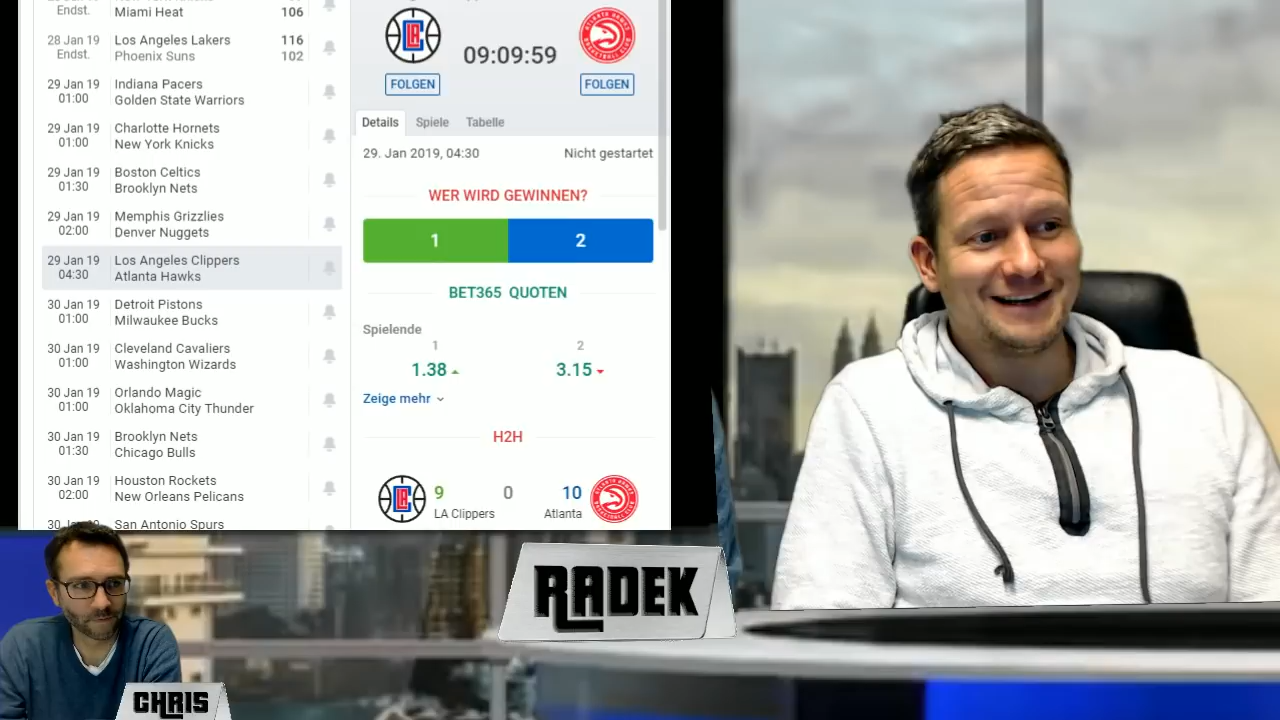 Endst.
Miami Heat
106
28 Jan 19
Endst.
Los Angeles Lakers
116
Phoenix Suns
102
29 Jan 19
01:00
Indiana Pacers
Golden State Warriors
29 Jan 19
01:00
Charlotte Hornets
New York Knicks
29 Jan 19
01:30
Boston Celtics
Brooklyn Nets
29 Jan 19
02:00
Memphis Grizzlies
Denver Nuggets
29 Jan 19
04:30
Los Angeles Clippers
Atlanta Hawks
30 Jan 19
01:00
Detroit Pistons
Milwaukee Bucks
30 Jan 19
01:00
Cleveland Cavaliers
Washington Wizards
30 Jan 19
01:00
Orlando Magic
Oklahoma City Thunder
30 Jan 19
01:30
Brooklyn Nets
Chicago Bulls
30 Jan 19
02:00
Houston Rockets
New Orleans Pelicans
San Antonio Spurs
09:09:59
FOLGEN
FOLGEN
Details
Spiele
Tabelle
29. Jan 2019, 04:30
Nicht gestartet
WER WIRD GEWINNEN?
1
2
BET365 QUOTEN
Spielende
1
2
1.38
3.15
Zeige mehr
H2H
9
0
10
LA Clippers
Atlanta
RADEK
CHRIS